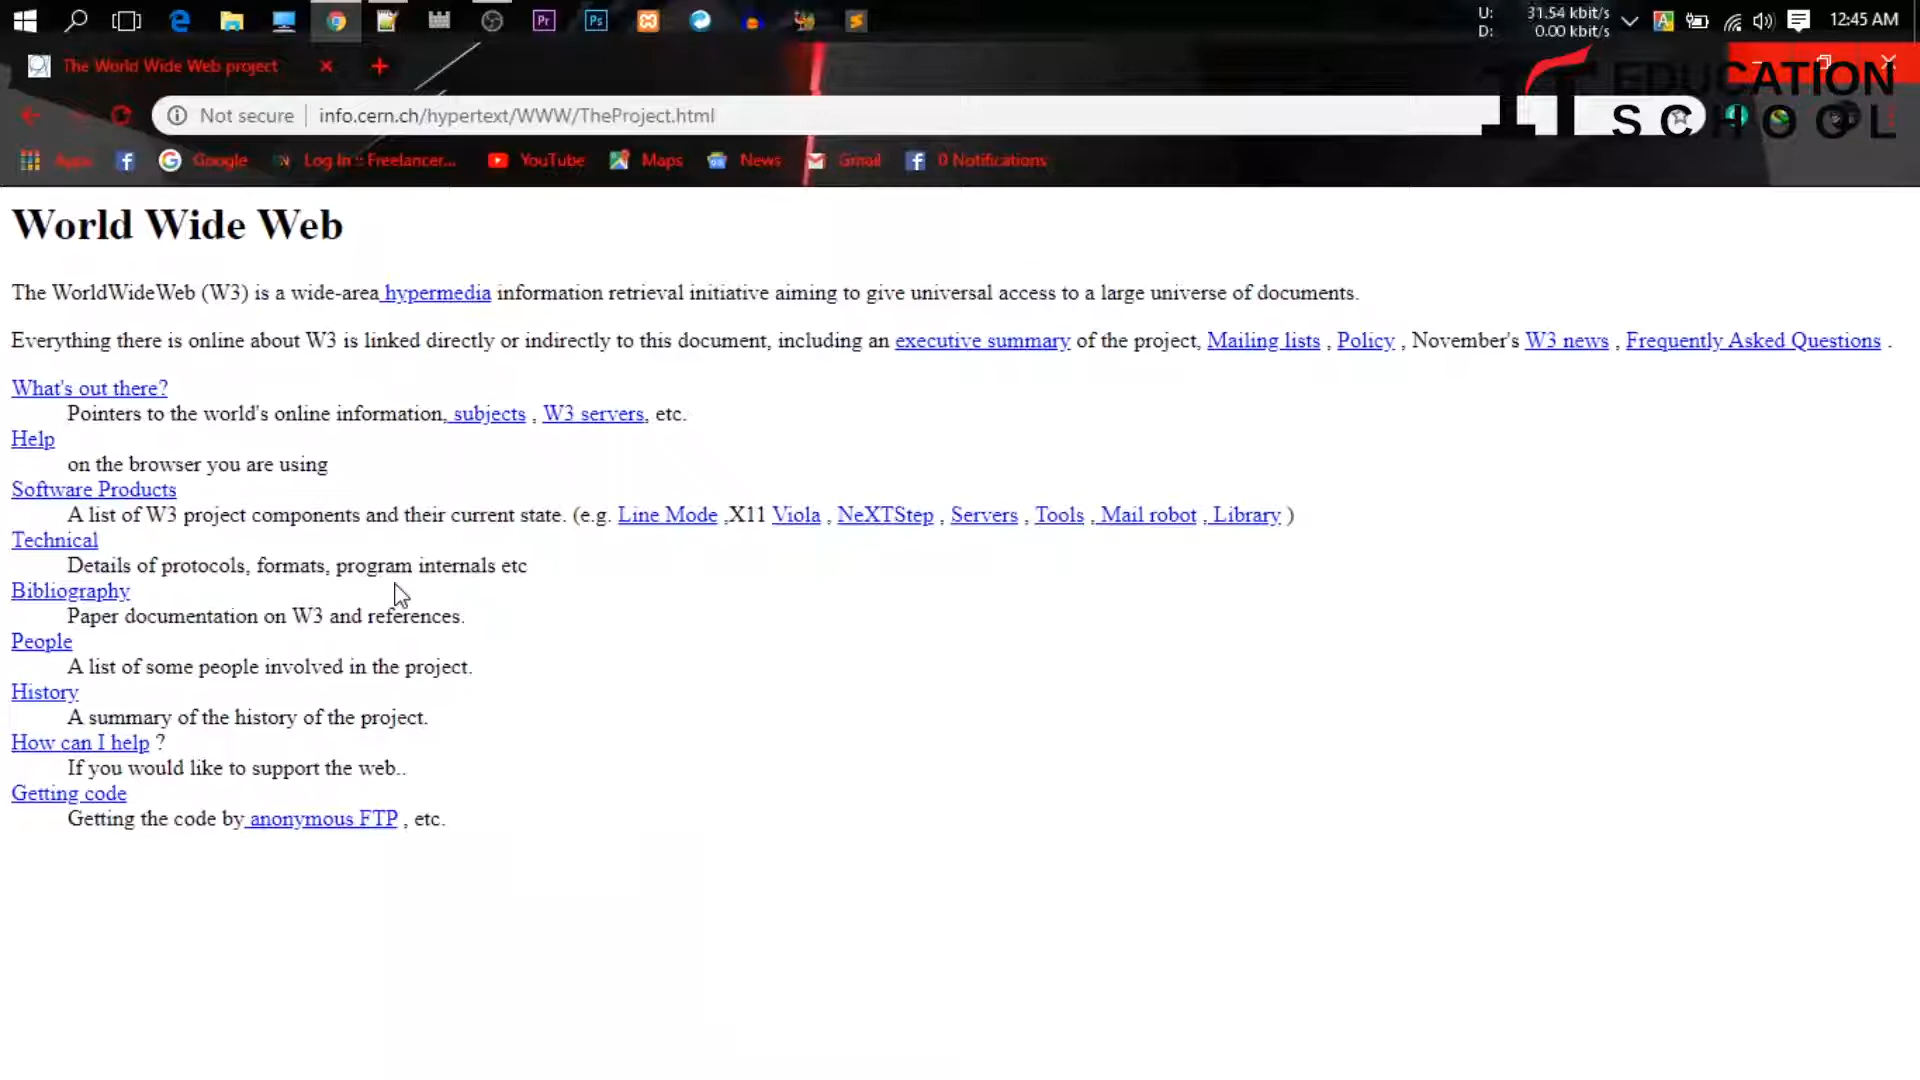 U: 31.54 kbit/s
D: 0.00 kbit/s
12:45 AM
The World Wide Web project
IT EDUCATION
SCHOOL
Not secure info.cern.ch/hypertext/WWW/TheProject.html
Apps Google Log In :: Freelancer... YouTube Maps News Gmail 0 Notifications
World Wide Web
The WorldWideWeb (W3) is a wide-area hypermedia information retrieval initiative aiming to give universal access to a large universe of documents.
Everything there is online about W3 is linked directly or indirectly to this document, including an executive summary of the project, Mailing lists , Policy , November's W3 news , Frequently Asked Questions .
What's out there?
Pointers to the world's online information, subjects , W3 servers, etc.
Help
on the browser you are using
Software Products
A list of W3 project components and their current state. (e.g. Line Mode ,X11 Viola , NeXTStep , Servers , Tools , Mail robot , Library )
Technical
Details of protocols, formats, program internals etc
Bibliography
Paper documentation on W3 and references.
People
A list of some people involved in the project.
History
A summary of the history of the project.
How can I help ?
If you would like to support the web..
Getting code
Getting the code by anonymous FTP , etc.